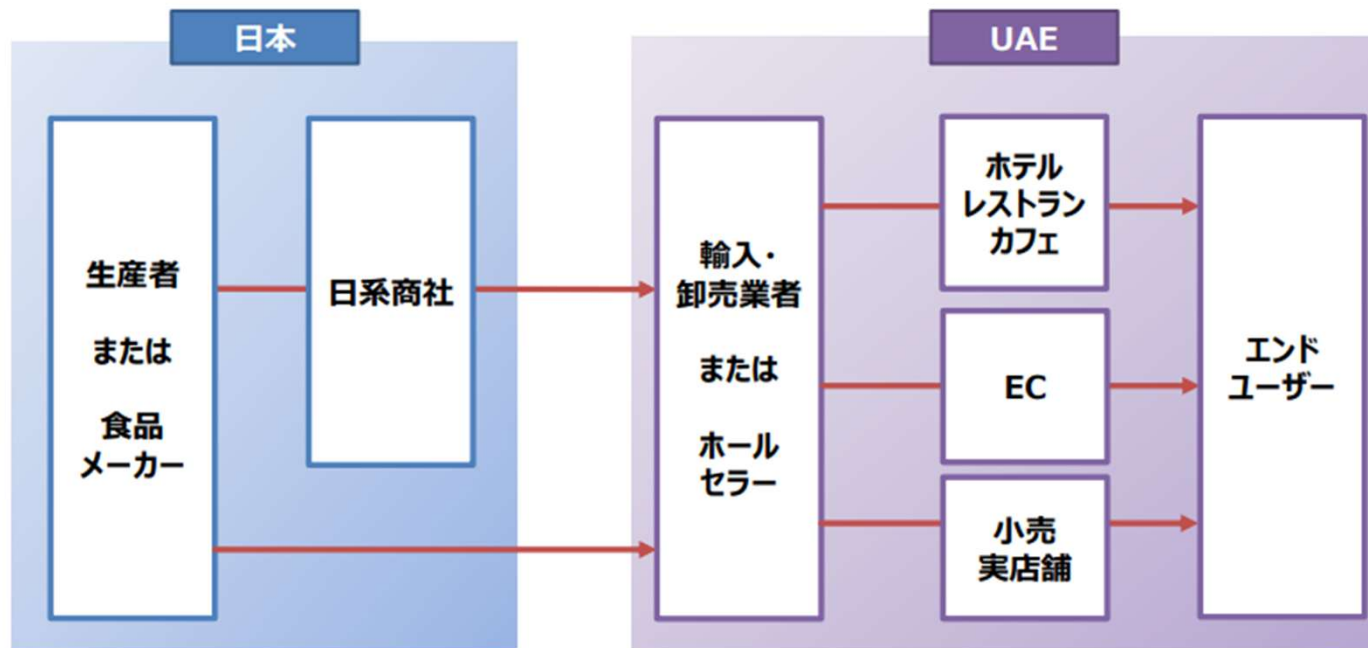 日本
生産者
または
食品
メーカー
日系商社
UAE
輸入・
卸売業者
または
ホール
セラー
ホテル
レストラン
カフェ
EC
小売
実店舗
エンド
ユーザー